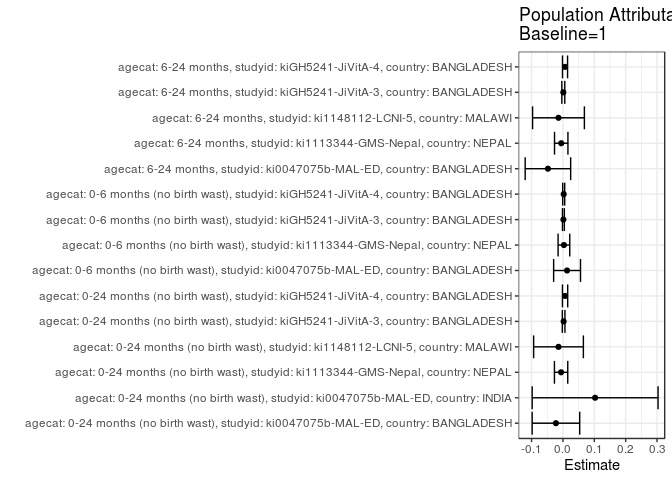 Population Attributa
Baseline=1
agecat: 6-24 months, studyid: kiGH5241-JiVitA-4, country: BANGLADESH
agecat: 6-24 months, studyid: kiGH5241-JiVitA-3, country: BANGLADESH
agecat: 6-24 months, studyid: ki1148112-LCNI-5, country: MALAWI
agecat: 6-24 months, studyid: ki1113344-GMS-Nepal, country: NEPAL
agecat: 6-24 months, studyid: ki0047075b-MAL-ED, country: BANGLADESH
agecat: 0-6 months (no birth wast), studyid: kiGH5241-JiVitA-4, country: BANGLADESH
agecat: 0-6 months (no birth wast), studyid: kiGH5241-JiVitA-3, country: BANGLADESH
agecat: 0-6 months (no birth wast), studyid: ki1113344-GMS-Nepal, country: NEPAL
agecat: 0-6 months (no birth wast), studyid: ki0047075b-MAL-ED, country: BANGLADESH
agecat: 0-24 months (no birth wast), studyid: kiGH5241-JiVitA-4, country: BANGLADESH
agecat: 0-24 months (no birth wast), studyid: kiGH5241-JiVitA-3, country: BANGLADESH
agecat: 0-24 months (no birth wast), studyid: ki1148112-LCNI-5, country: MALAWI
agecat: 0-24 months (no birth wast), studyid: ki1113344-GMS-Nepal, country: NEPAL
agecat: 0-24 months (no birth wast), studyid: ki0047075b-MAL-ED, country: INDIA
agecat: 0-24 months (no birth wast), studyid: ki0047075b-MAL-ED, country: BANGLADESH
-0.1 0.0 0.1 0.2 0.3
Estimate